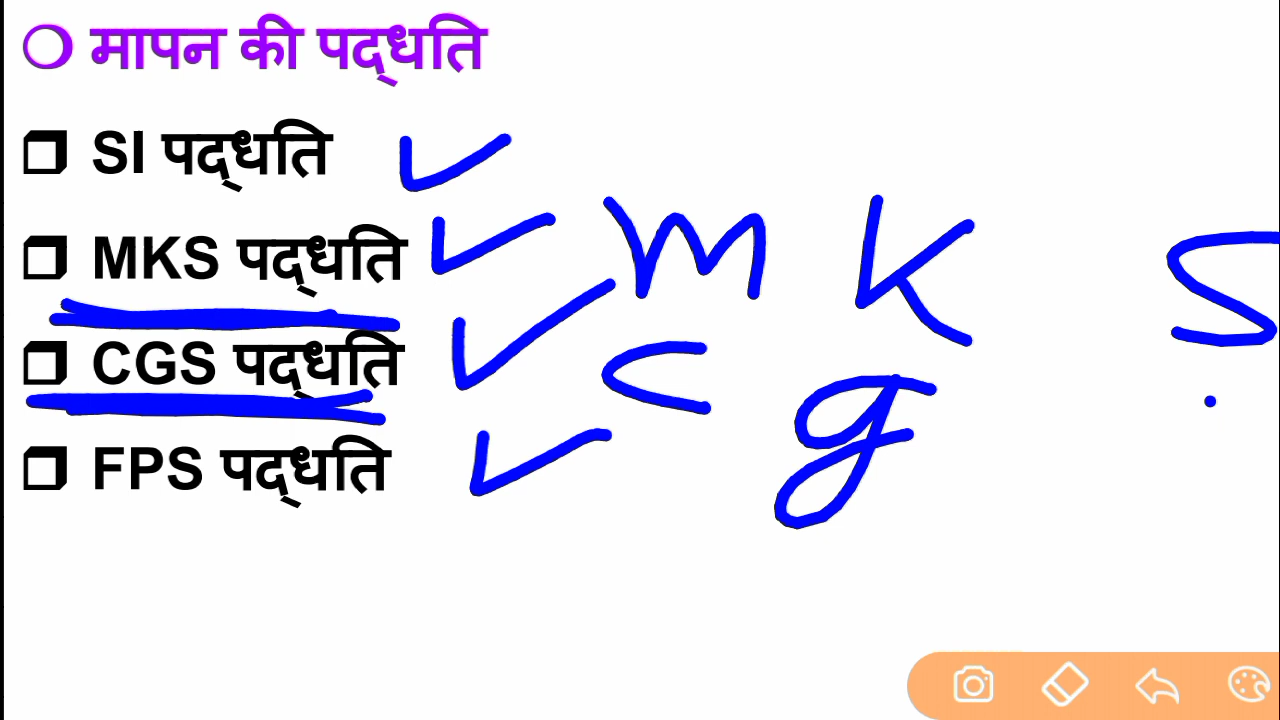 मापन की पद्धति
SI पद्धति
MKS पद्धति m K S
CGS पद्धति c g
FPS पद्धति